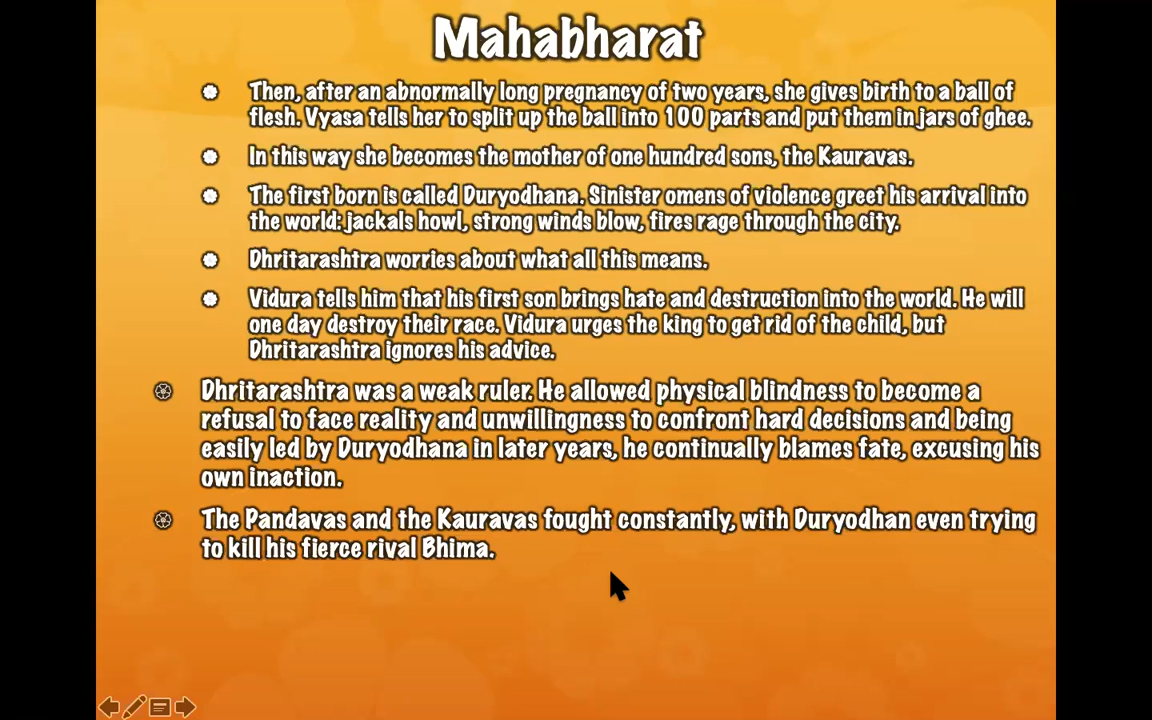 Mahabharat
Then, after an abnormally long pregnancy of two years, she gives birth to a ball of
flesh. Vyasa tells her to split up the ball into 100 parts and put them in jars of ghee.
In this way she becomes the mother of one hundred sons, the Kauravas.
The first born is called Duryodhana. Sinister omens of violence greet his arrival into
the world: jackals howl, strong winds blow, fires rage through the city.
Dhritarashtra worries about what all this means.
Vidura tells him that his first son brings hate and destruction into the world. He will
one day destroy their race. Vidura urges the king to get rid of the child, but
Dhritarashtra ignores his advice.
Dhritarashtra was a weak ruler. He allowed physical blindness to become a
refusal to face reality and unwillingness to confront hard decisions and being
easily led by Duryodhana in later years, he continually blames fate, excusing his
own inaction.
The Pandavas and the Kauravas fought constantly, with Duryodhan even trying
to kill his fierce rival Bhima.